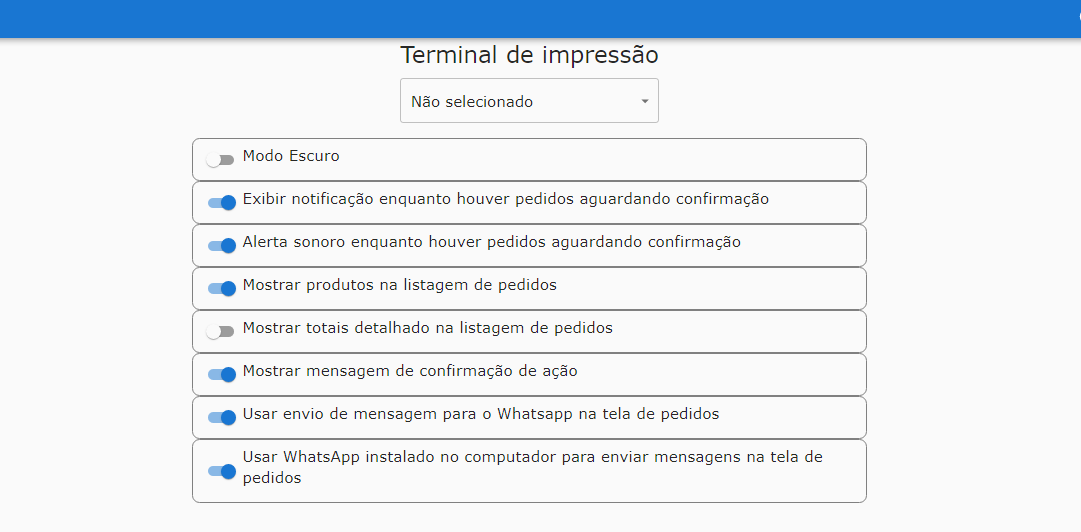 Terminal de impressão
Não selecionado
Modo Escuro
Exibir notificação enquanto houver pedidos aguardando confirmação
Alerta sonoro enquanto houver pedidos aguardando confirmação
Mostrar produtos na listagem de pedidos
Mostrar totais detalhado na listagem de pedidos
Mostrar mensagem de confirmação de ação
Usar envio de mensagem para o Whatsapp na tela de pedidos
Usar WhatsApp instalado no computador para enviar mensagens na tela de
pedidos